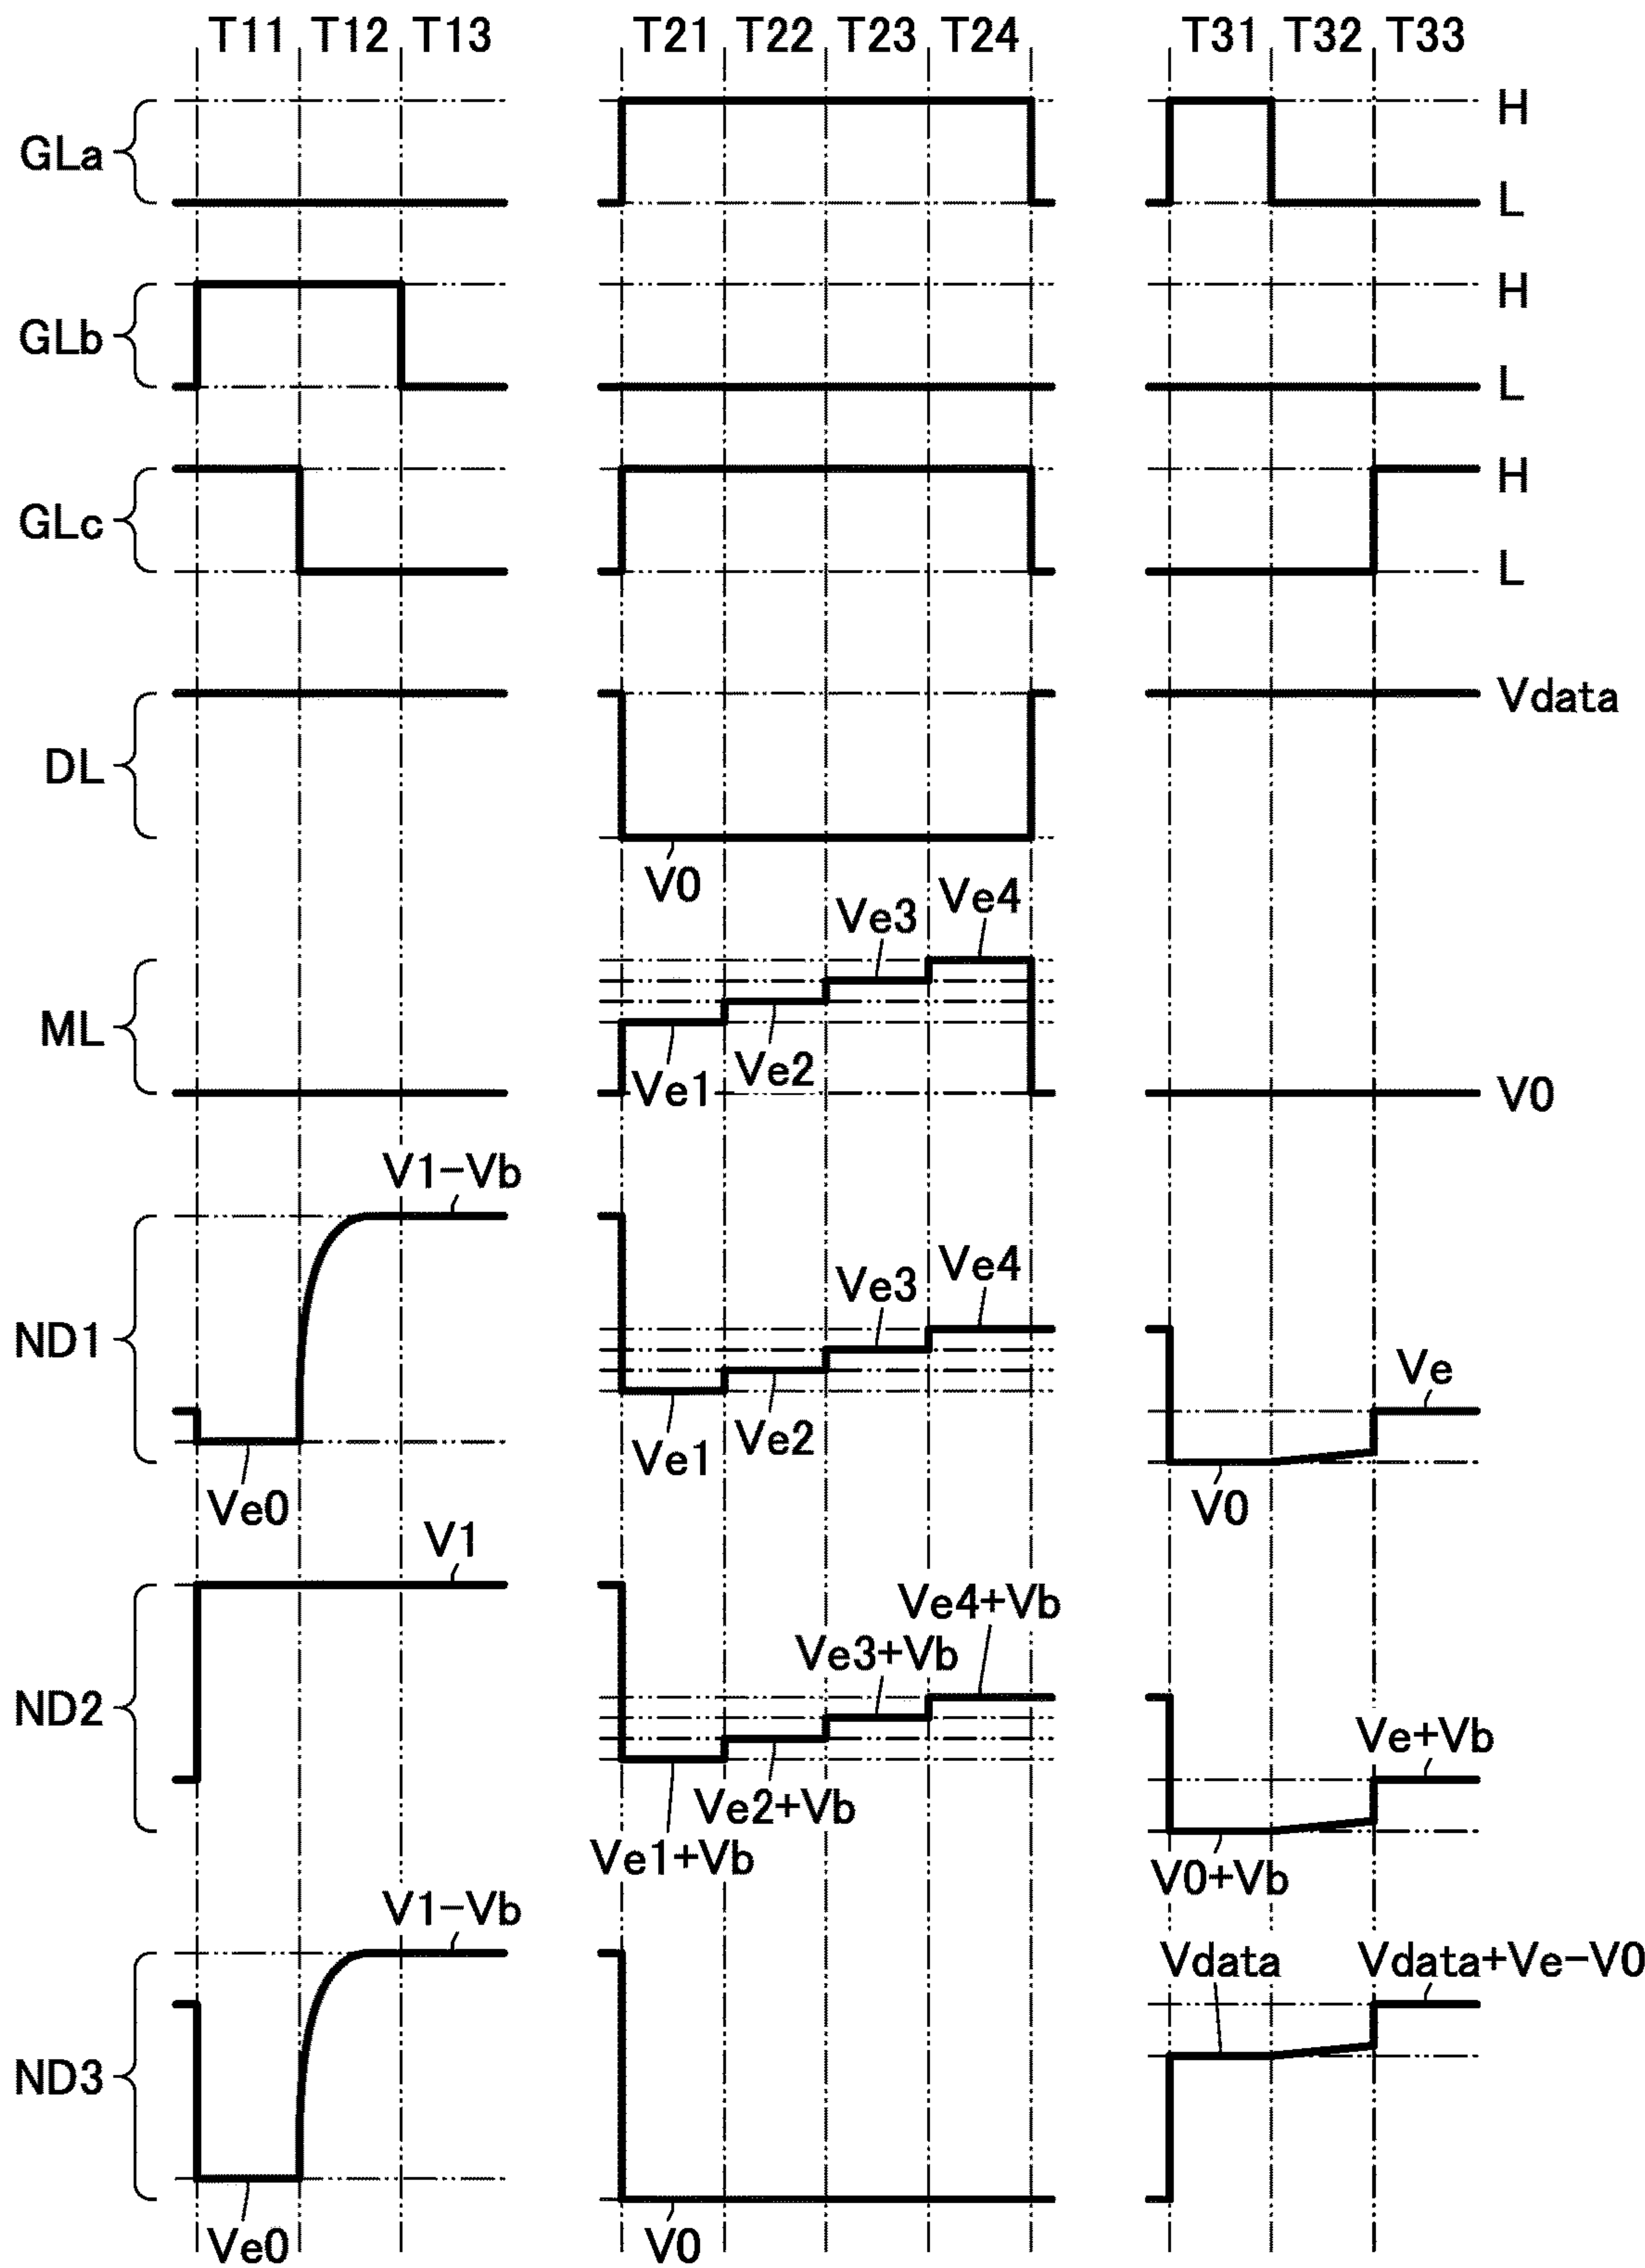 T11 T12 T13 T21 T22 T23 T24 T31 T32 T33
GLa H
L
GLb H
L
GLc H
L
Vdata
DL
V0
Ve3 Ve4
ML
Ve1 Ve2
V0
V1-Vb
Ve3 Ve4
ND1
Ve
Ve1 Ve2
Ve0 V0
V1
Ve4+Vb
Ve3+Vb
ND2
Ve+Vb
Ve2+Vb
Ve1+Vb
V0+Vb
V1-Vb
Vdata Vdata+Ve-V0
ND3
Ve0 V0